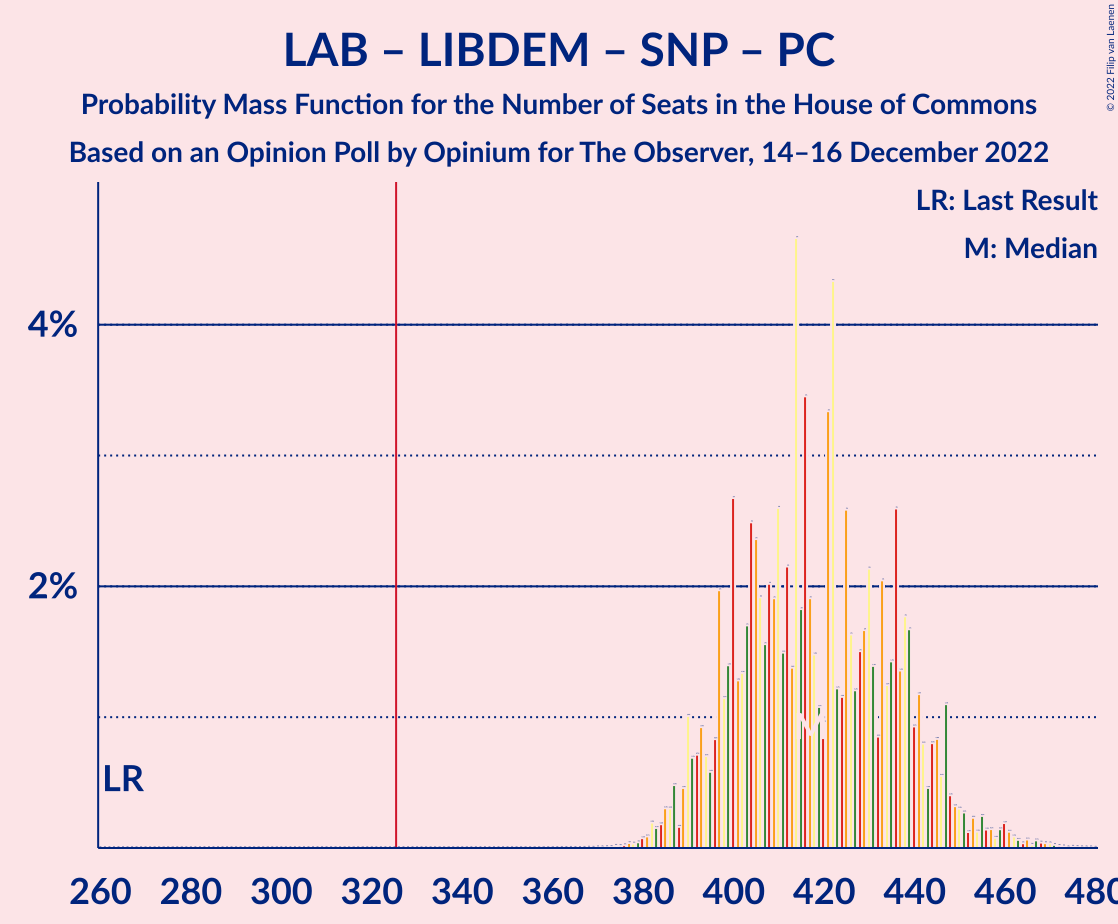 LAB – LIBDEM – SNP – PC
Probability Mass Function for the Number of Seats in the House of Commons
Based on an Opinion Poll by Opinium for The Observer, 14–16 December 2022
© 2022 Filip van Laenen
LR: Last Result
M: Median
4%
2%
LR
M
260 280 300 320 340 360 380 400 420 440 460 480